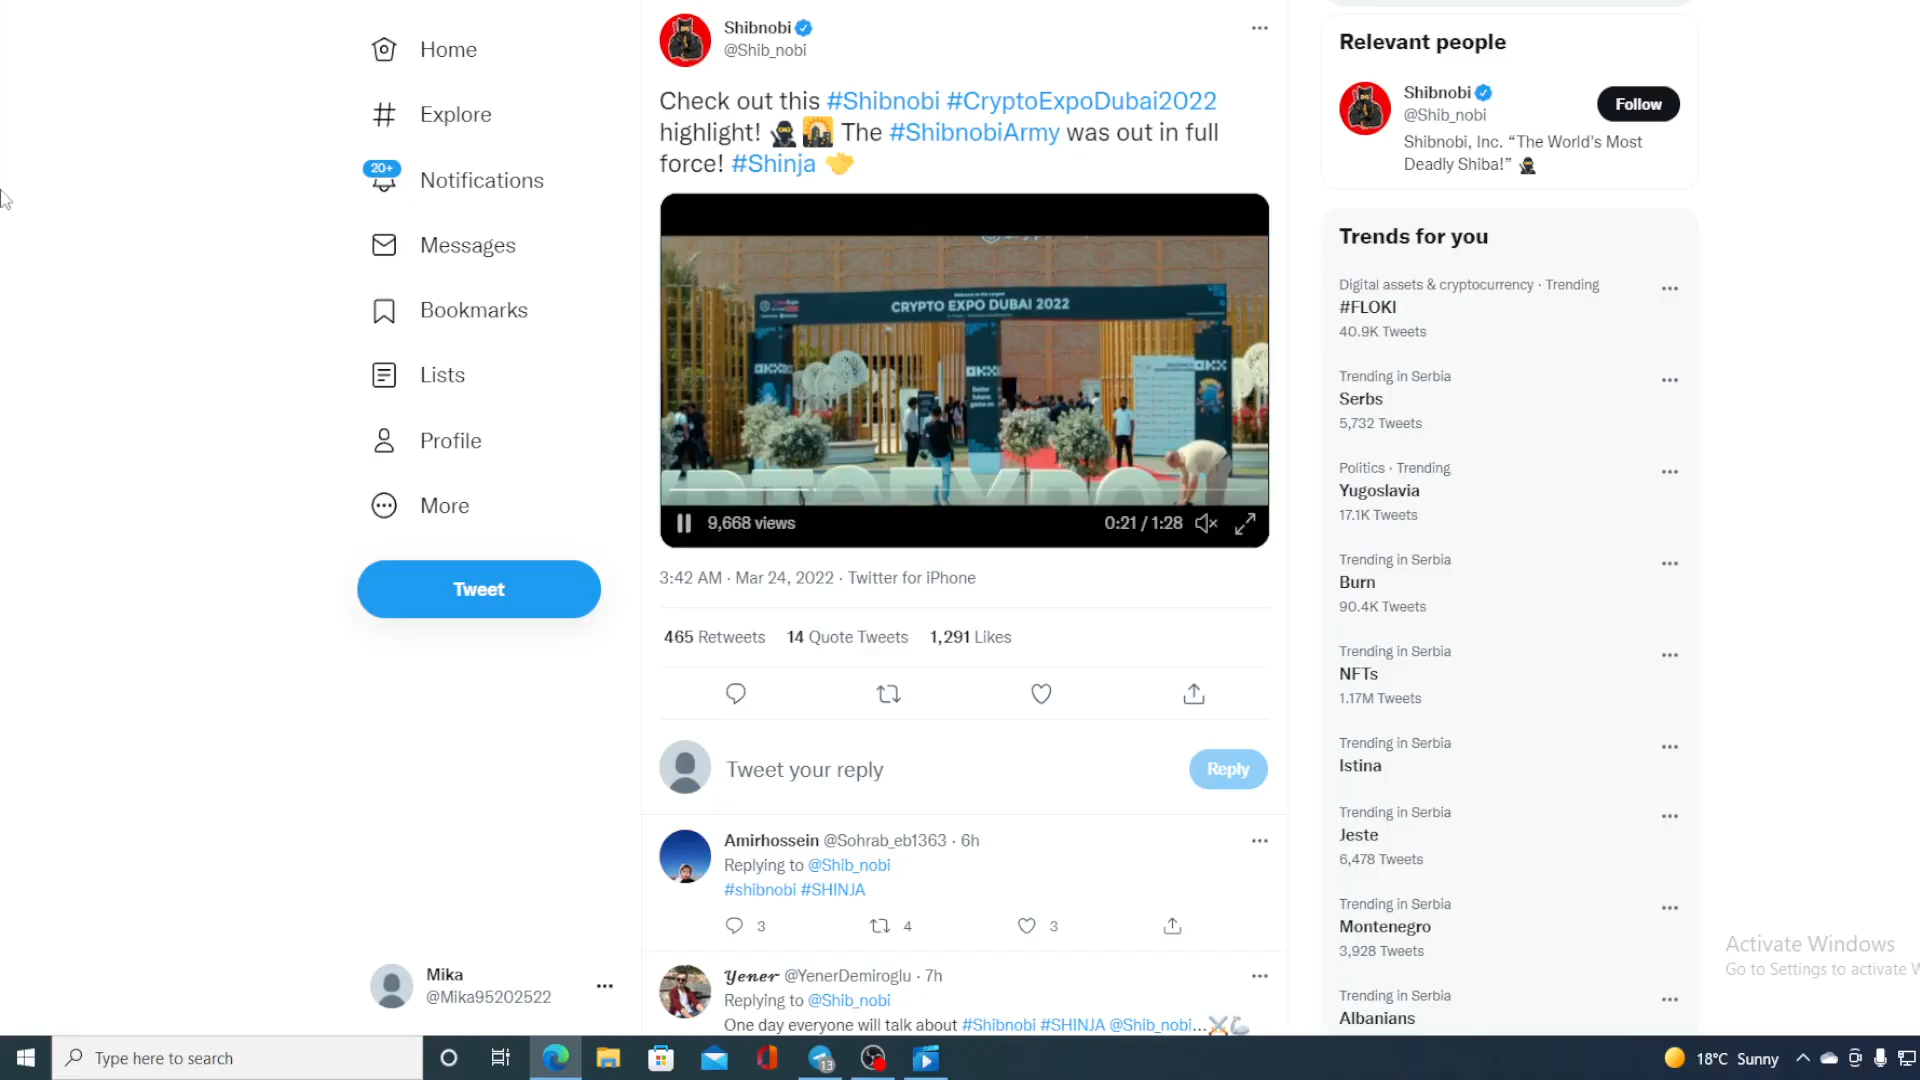 Home
Explore
20+
Notifications
Messages
Bookmarks
Lists
Profile
More
Tweet
Mika
@Mika95202522
Shibnobi
@Shib_nobi
Check out this #Shibnobi #CryptoExpoDubai2022
highlight! The #ShibnobiArmy was out in full
force! #Shinja
CRYPTO EXPO DUBAI 2022
OKX
OKX
OKX
9,668 views
0:21 / 1:28
3:42 AM · Mar 24, 2022 · Twitter for iPhone
465 Retweets 14 Quote Tweets 1,291 Likes
Tweet your reply
Reply
Amirhossein @Sohrab_eb1363 · 6h
Replying to @Shib_nobi
#shibnobi #SHINJA
3 4 3
Yener @YenerDemiroglu · 7h
Replying to @Shib_nobi
One day everyone will talk about #Shibnobi #SHINJA @Shib_nobi...
Relevant people
Shibnobi
@Shib_nobi
Follow
Shibnobi, Inc. “The World's Most
Deadly Shiba!”
Trends for you
Digital assets & cryptocurrency · Trending
#FLOKI
40.9K Tweets
Trending in Serbia
Serbs
5,732 Tweets
Politics · Trending
Yugoslavia
17.1K Tweets
Trending in Serbia
Burn
90.4K Tweets
Trending in Serbia
NFTs
1.17M Tweets
Trending in Serbia
Istina
Trending in Serbia
Jeste
6,478 Tweets
Trending in Serbia
Montenegro
3,928 Tweets
Trending in Serbia
Albanians
Activate Windows
Go to Settings to activate W
Type here to search
13
18°C Sunny